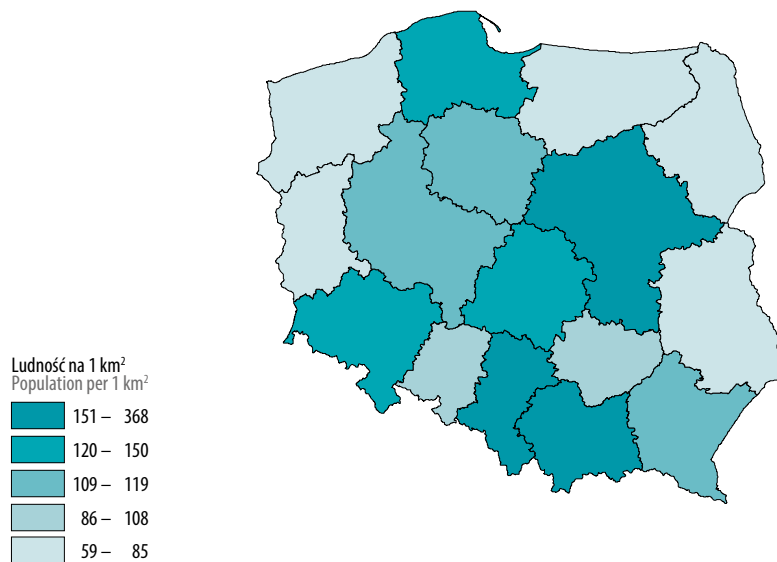 Ludność na 1 km²
Population per 1 km²
151 – 368
120 – 150
109 – 119
86 – 108
59 – 85